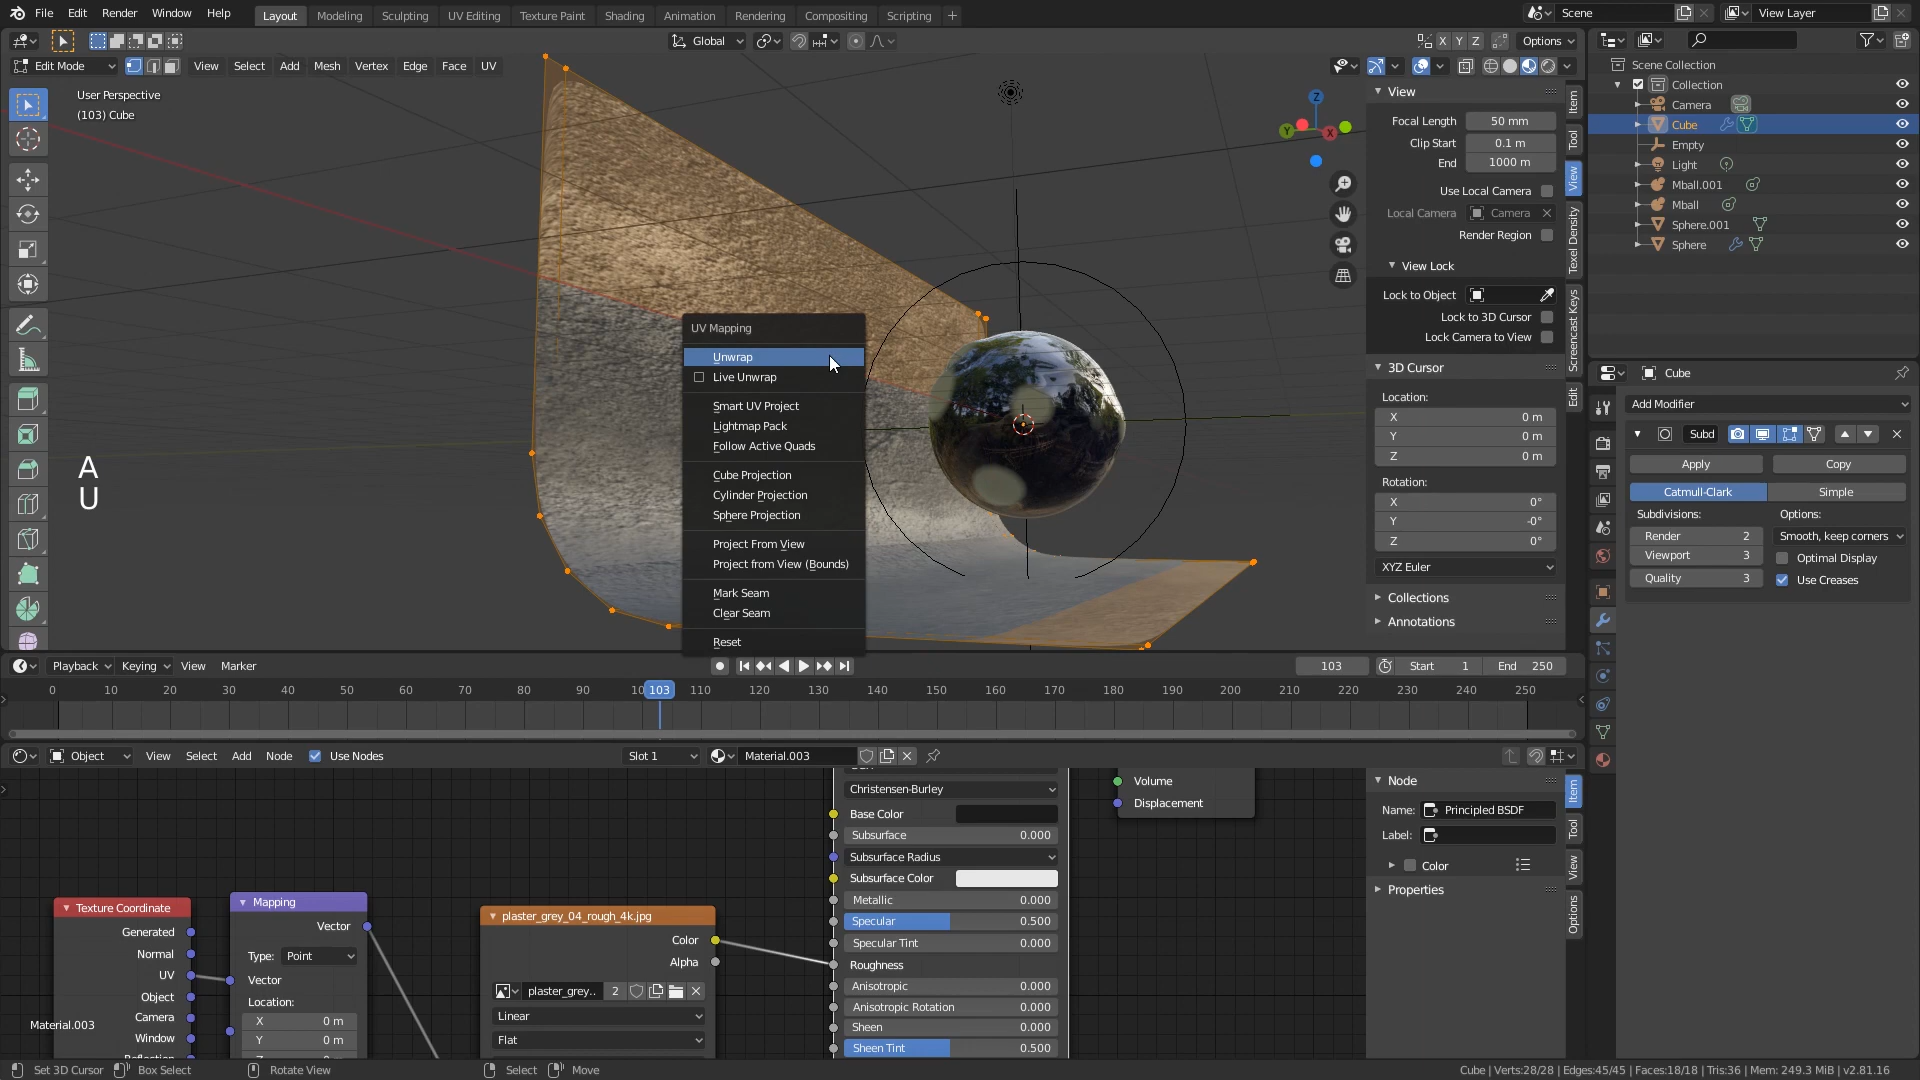 File Edit Render Window Help Layout Modeling Sculpting UV Editing Texture Paint Shading Animation Rendering Compositing Scripting Scene View Layer
Global X Y Z Options
Edit Mode View Select Add Mesh Vertex Edge Face UV
User Perspective
(103) Cube
Z
Y
X
A
U
UV Mapping
Unwrap
Live Unwrap
Smart UV Project
Lightmap Pack
Follow Active Quads
Cube Projection
Cylinder Projection
Sphere Projection
Project From View
Project from View (Bounds)
Mark Seam
Clear Seam
Reset
View
Focal Length 50 mm
Clip Start 0.1 m
End 1000 m
Use Local Camera
Local Camera Camera
Render Region
View Lock
Lock to Object
Lock to 3D Cursor
Lock Camera to View
3D Cursor
Location:
X 0 m
Y 0 m
Z 0 m
Rotation:
X 0°
Y -0°
Z 0°
XYZ Euler
Collections
Annotations
Item
Tool
View
Texel Density
Screencast Keys
Edit
Scene Collection
Collection
Camera
Cube
Empty
Light
Mball.001
Mball
Sphere.001
Sphere
Cube
Add Modifier
Subd
Apply Copy
Catmull-Clark Simple
Subdivisions: Options:
Render 2 Smooth, keep corners
Viewport 3 Optimal Display
Quality 3 Use Creases
Playback Keying View Marker 103 Start 1 End 250
0 10 20 30 40 50 60 70 80 90 10 103 110 120 130 140 150 160 170 180 190 200 210 220 230 240 250
Object View Select Add Node Use Nodes Slot 1 Material.003
Texture Coordinate
Generated
Normal
UV
Object
Camera
Window
Material.003
Mapping
Vector
Type: Point
Vector
Location:
X 0 m
Y 0 m
plaster_grey_04_rough_4k.jpg
Color
Alpha
plaster_grey.. 2
Linear
Flat
Christensen-Burley
Base Color
Subsurface 0.000
Subsurface Radius
Subsurface Color
Metallic 0.000
Specular 0.500
Specular Tint 0.000
Roughness
Anisotropic 0.000
Anisotropic Rotation 0.000
Sheen 0.000
Sheen Tint 0.500
Volume
Displacement
Node
Name: Principled BSDF
Label:
Color
Properties
Item
Tool
View
Options
Set 3D Cursor Box Select Rotate View Select Move Cube | Verts:28/28 | Edges:45/45 | Faces:18/18 | Tris:36 | Mem: 249.3 MiB | v2.81.16